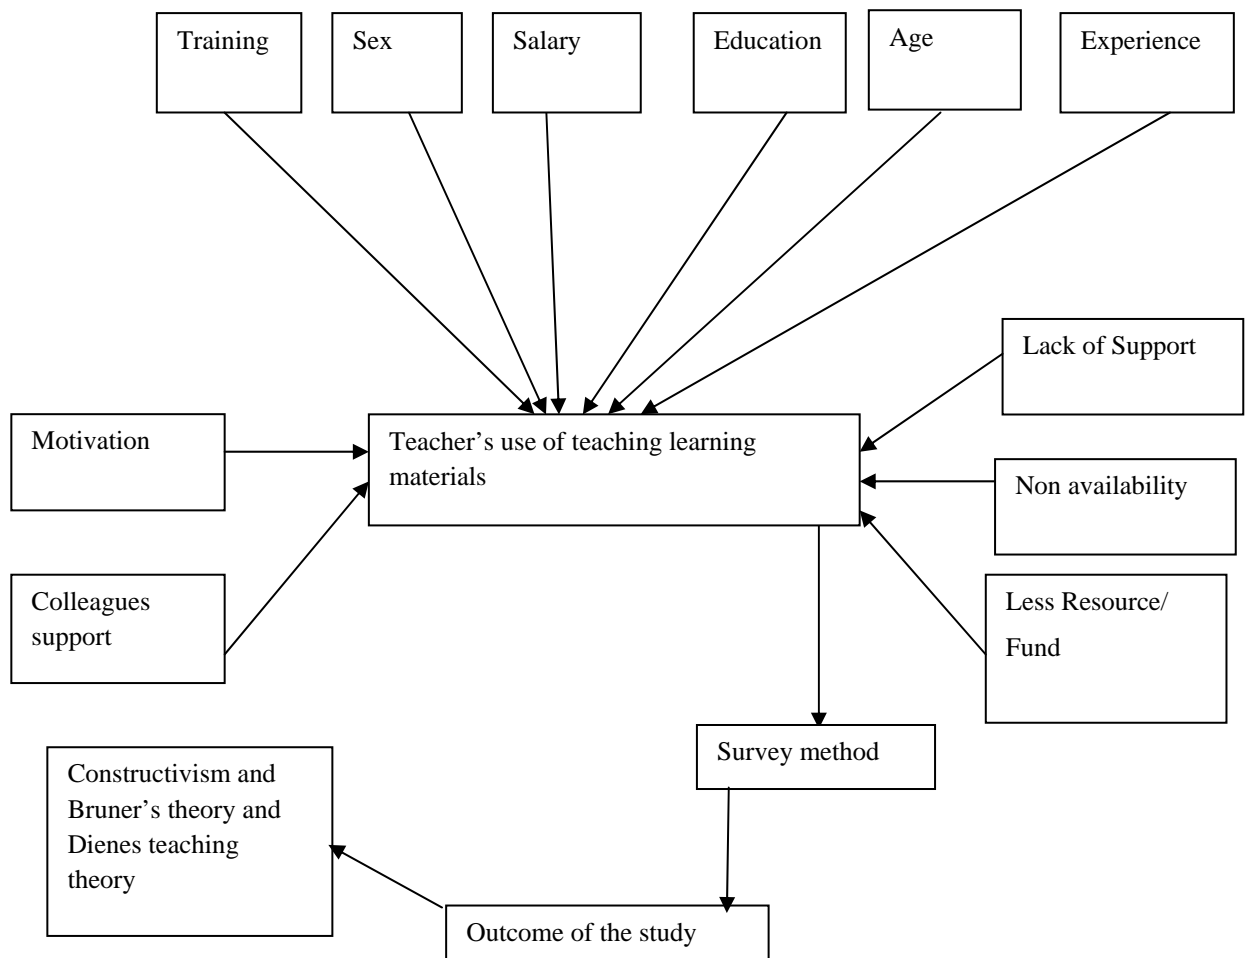 Training
Sex
Salary
Education
Age
Experience
Lack of Support
Motivation
Teacher’s use of teaching learning
materials
Non availability
Colleagues
support
Less Resource/
Fund
Survey method
Constructivism and
Bruner’s theory and
Dienes teaching
theory
Outcome of the study